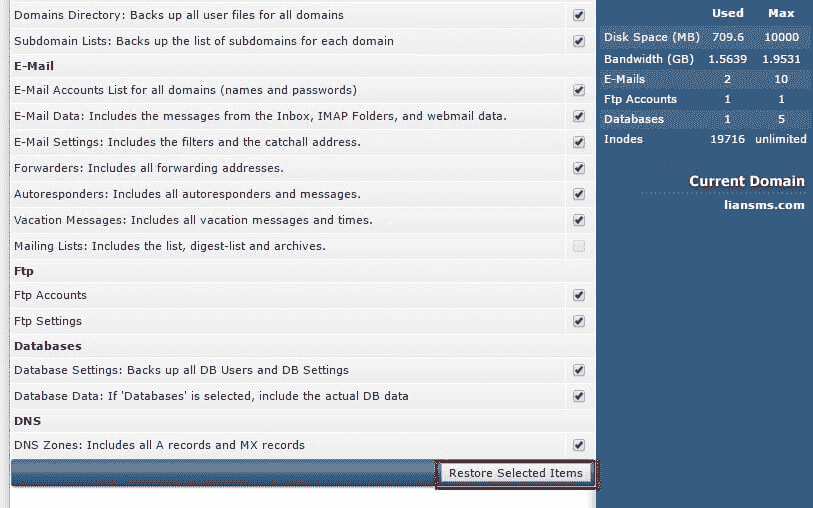 Domains Directory: Backs up all user files for all domains
Subdomain Lists: Backs up the list of subdomains for each domain
E-Mail
E-Mail Accounts List for all domains (names and passwords)
E-Mail Data: Includes the messages from the Inbox, IMAP Folders, and webmail data.
E-Mail Settings: Includes the filters and the catchall address.
Forwarders: Includes all forwarding addresses.
Autoresponders: Includes all autoresponders and messages.
Vacation Messages: Includes all vacation messages and times.
Mailing Lists: Includes the list, digest-list and archives.
Ftp
Ftp Accounts
Ftp Settings
Databases
Database Settings: Backs up all DB Users and DB Settings
Database Data: If 'Databases' is selected, include the actual DB data
DNS
DNS Zones: Includes all A records and MX records
Restore Selected Items
Used Max
Disk Space (MB) 709.6 10000
Bandwidth (GB) 1.5639 1.9531
E-Mails 2 10
Ftp Accounts 1 1
Databases 1 5
Inodes 19716 unlimited
Current Domain
liansms.com